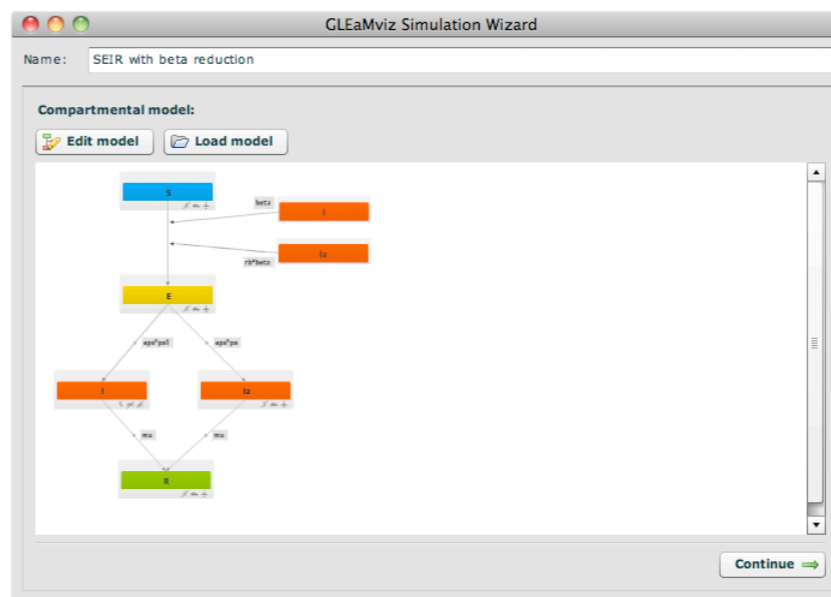 GLEaMviz Simulation Wizard
Name: SEIR with beta reduction
Compartmental model:
Edit model Load model
S
beta
I
Ia
rb*beta
E
eps*psI eps*pa
I Ia
mu mu
R
Continue